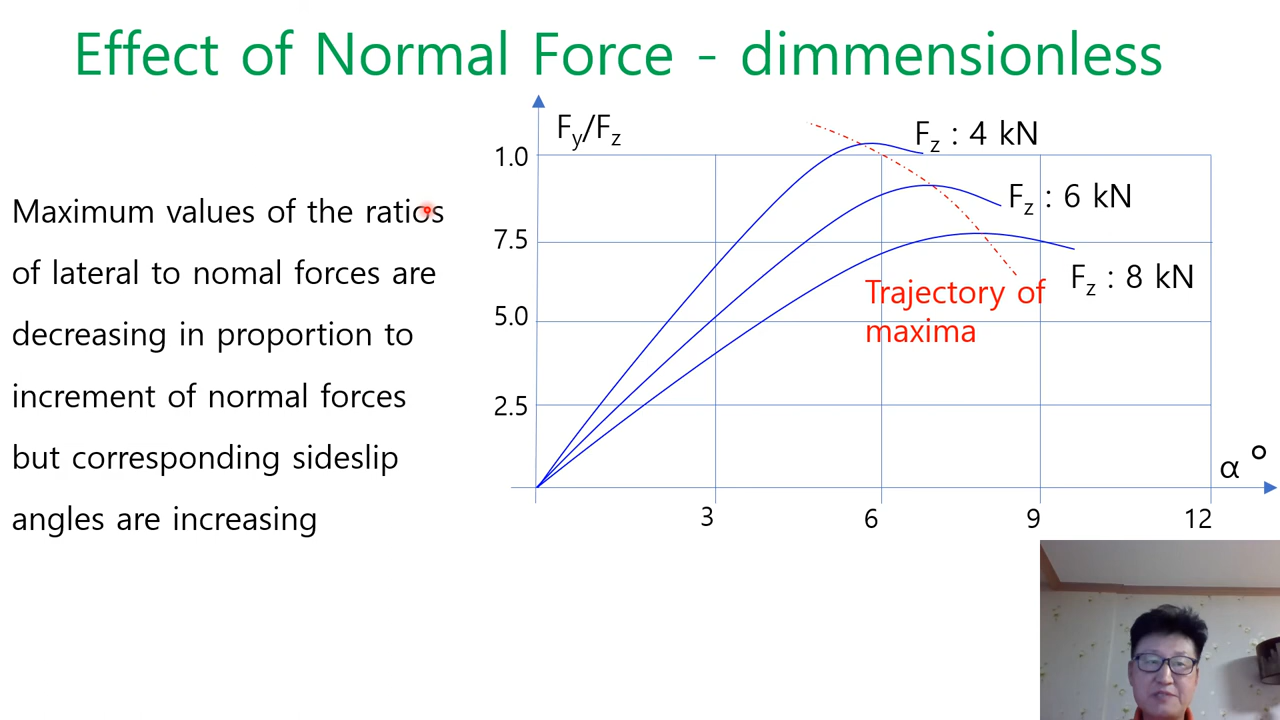 Effect of Normal Force - dimmensionless
Maximum values of the ratios
of lateral to nomal forces are
decreasing in proportion to
increment of normal forces
but corresponding sideslip
angles are increasing
Fy/Fz
1.0
7.5
5.0
2.5
3
6
9
12
α °
Fz : 4 kN
Fz : 6 kN
Fz : 8 kN
Trajectory of
maxima